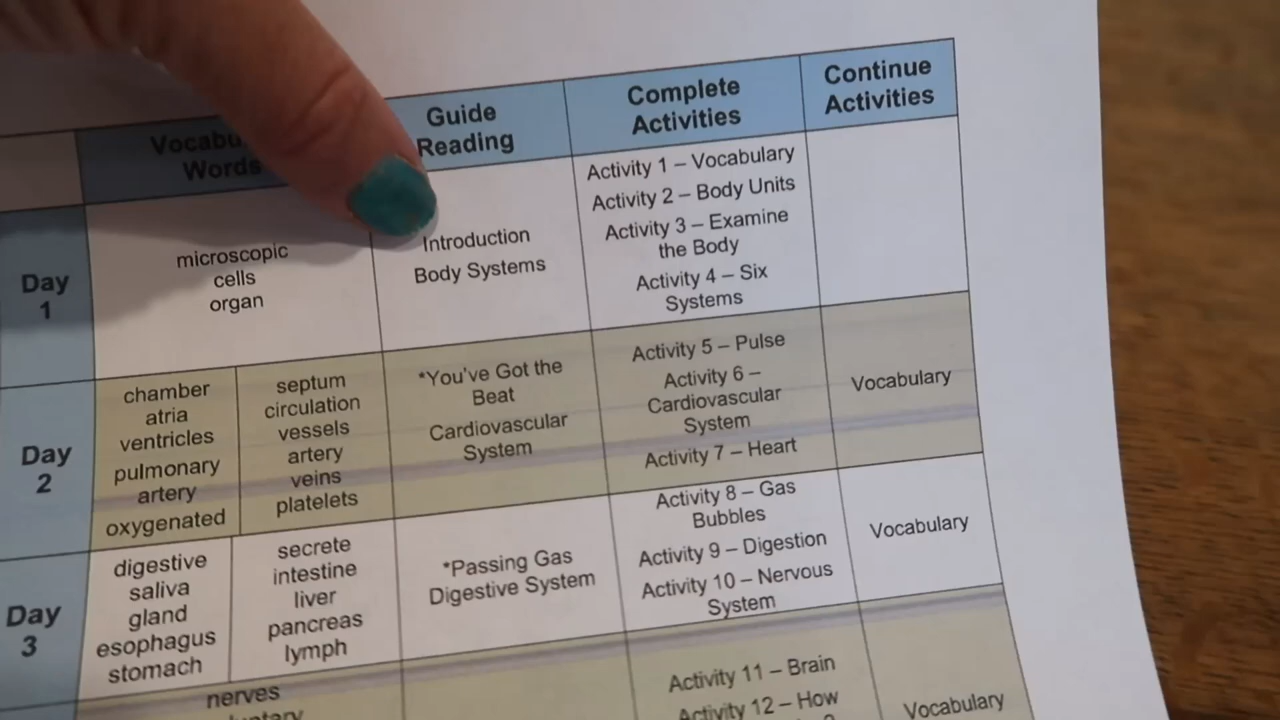 Words
Guide
Reading
Complete
Activities
Continue
Activities
Day
1
microscopic
cells
organ
Introduction
Body Systems
Activity 1 – Vocabulary
Activity 2 – Body Units
Activity 3 – Examine
the Body
Activity 4 – Six
Systems
Day
2
chamber
atria
ventricles
pulmonary
artery
oxygenated
septum
circulation
vessels
artery
veins
platelets
*You've Got the
Beat
Cardiovascular
System
Activity 5 – Pulse
Activity 6 –
Cardiovascular
System
Activity 7 – Heart
Vocabulary
Day
3
digestive
saliva
gland
esophagus
stomach
secrete
intestine
liver
pancreas
lymph
*Passing Gas
Digestive System
Activity 8 – Gas
Bubbles
Activity 9 – Digestion
Activity 10 – Nervous
System
Vocabulary
nerves
Activity 11 – Brain
Activity 12 – How
Vocabulary